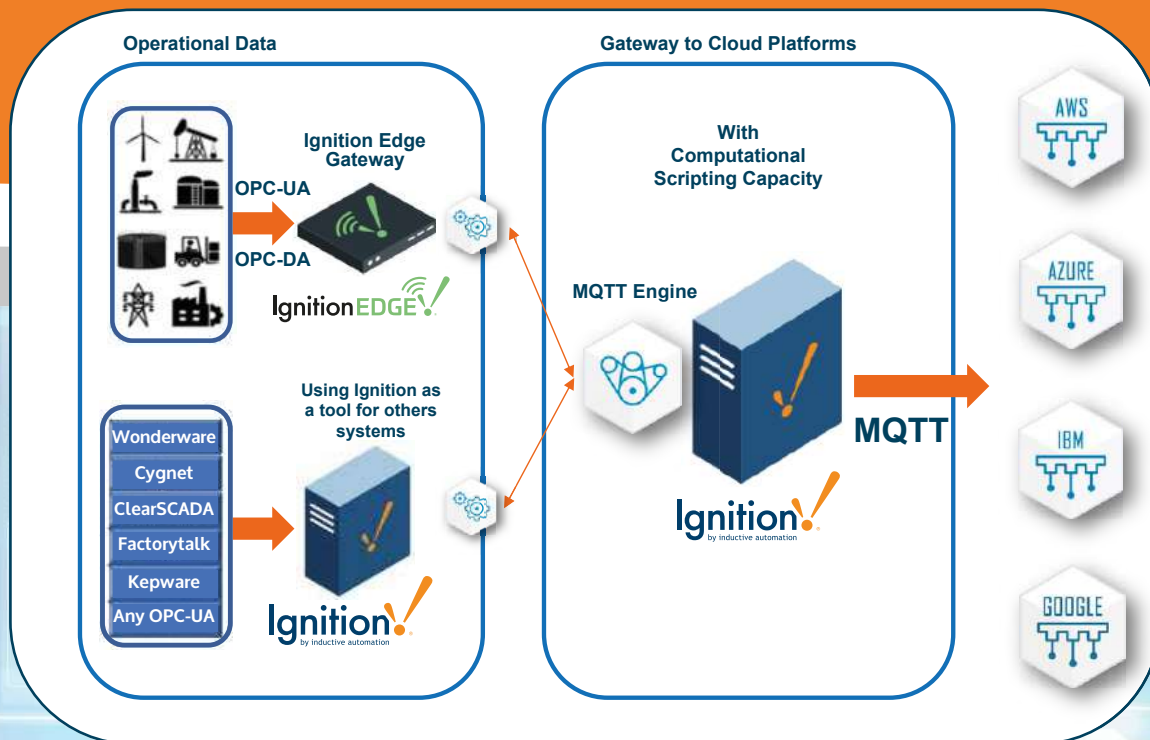 Operational Data
Gateway to Cloud Platforms
Ignition Edge
Gateway
OPC-UA
OPC-DA
Ignition EDGE
Using Ignition as
a tool for others
systems
Wonderware
Cygnet
ClearSCADA
Factorytalk
Kepware
Any OPC-UA
Ignition!
by inductive automation
With
Computational
Scripting Capacity
MQTT Engine
MQTT
Ignition!
by inductive automation
AWS
AZURE
IBM
GOOGLE